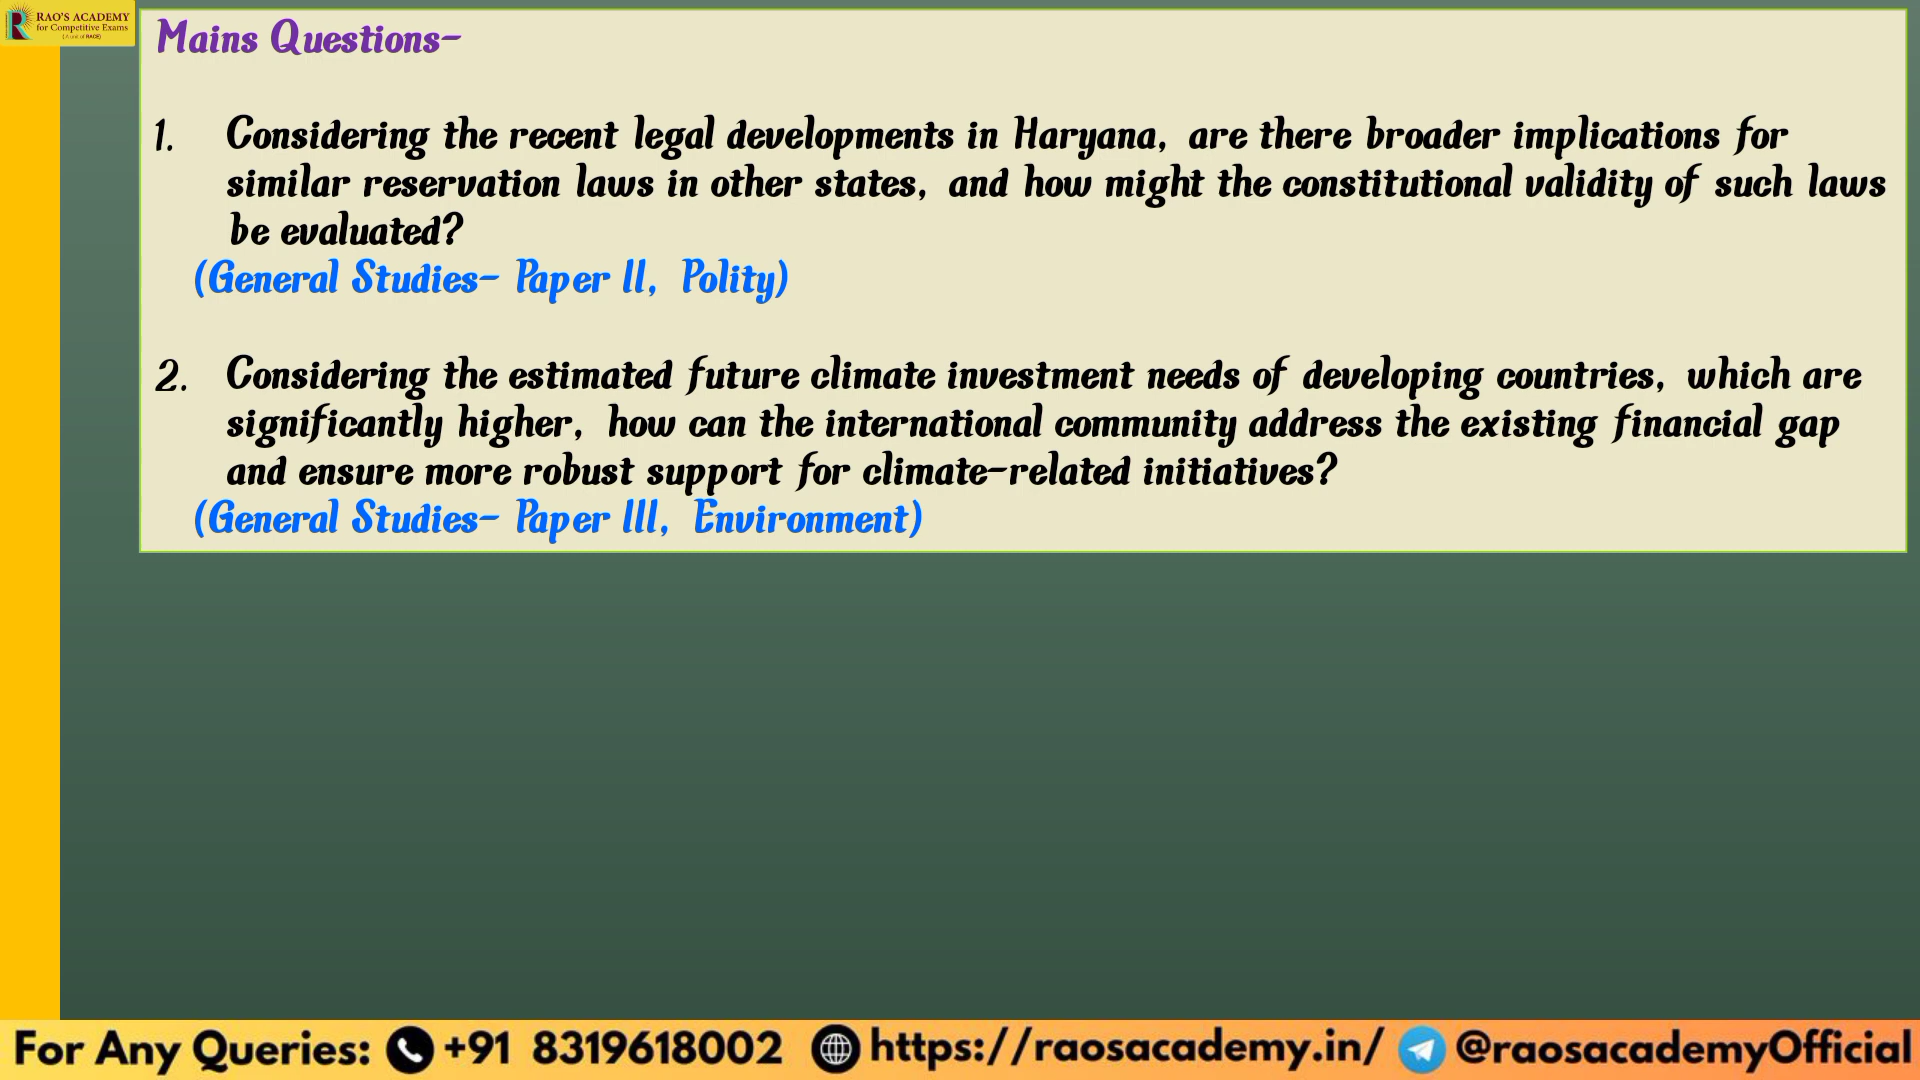 RAO'S ACADEMY
for Competitive Exams
(A unit of RACE)
Mains Questions-
1. Considering the recent legal developments in Haryana, are there broader implications for
similar reservation laws in other states, and how might the constitutional validity of such laws
be evaluated?
(General Studies- Paper II, Polity)
2. Considering the estimated future climate investment needs of developing countries, which are
significantly higher, how can the international community address the existing financial gap
and ensure more robust support for climate-related initiatives?
(General Studies- Paper III, Environment)
For Any Queries: +91 8319618002 https://raosacademy.in/ @raosacademyOfficial